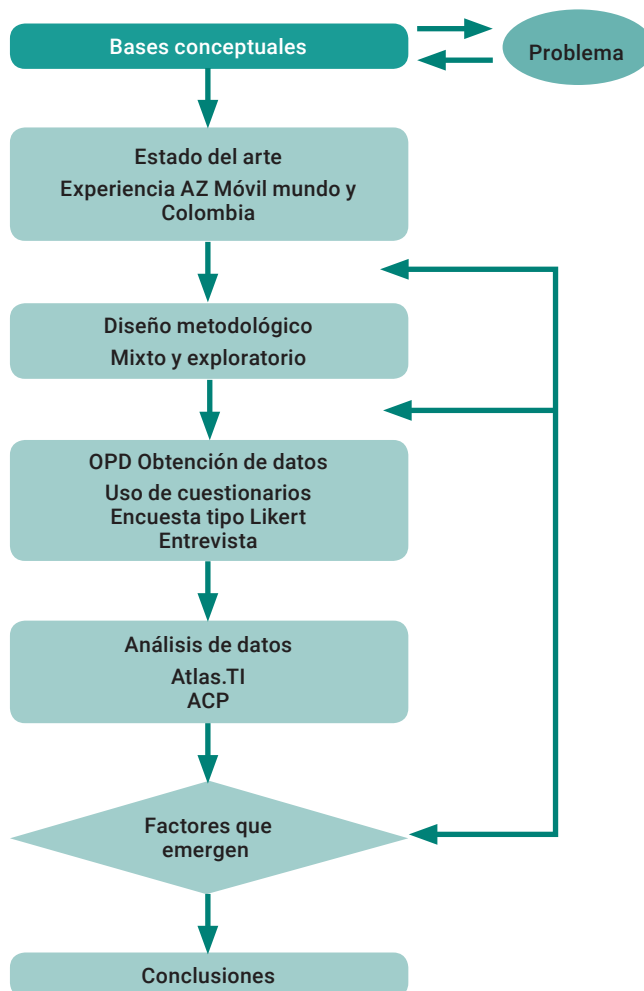 Bases conceptuales
Problema
Estado del arte
Experiencia AZ Móvil mundo y
Colombia
Diseño metodológico
Mixto y exploratorio
OPD Obtención de datos
Uso de cuestionarios
Encuesta tipo Likert
Entrevista
Análisis de datos
Atlas.TI
ACP
Factores que
emergen
Conclusiones